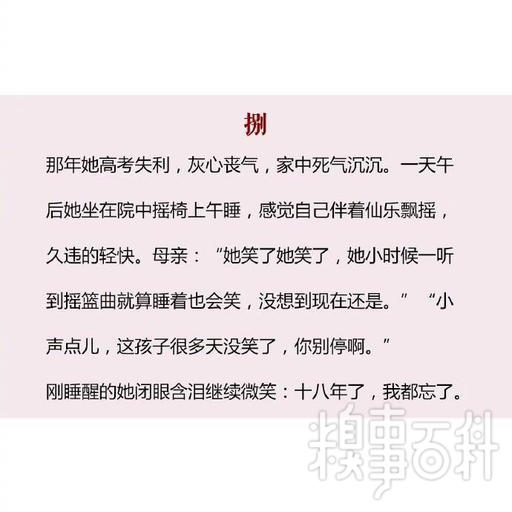 捌
那年她高考失利，灰心丧气，家中死气沉沉。一天午
后她坐在院中摇椅上午睡，感觉自己伴着仙乐飘摇，
久违的轻快。母亲：“她笑了她笑了，她小时候一听
到摇篮曲就算睡着也会笑，没想到现在还是。”“小
声点儿，这孩子很多天没笑了，你别停啊。”
刚睡醒的她闭眼含泪继续微笑：十八年了，我都忘了。
糗事百科